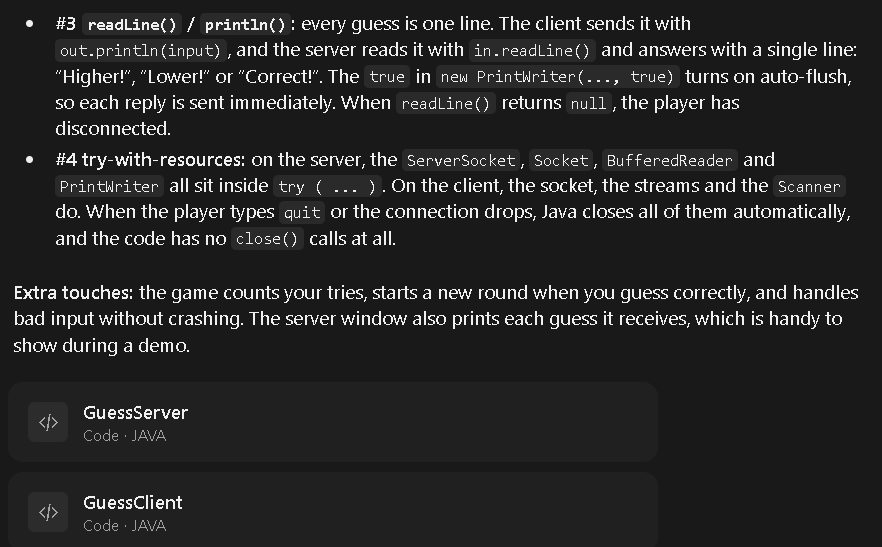 • #3 readLine() / println(): every guess is one line. The client sends it with
out.println(input), and the server reads it with in.readLine() and answers with a single line:
“Higher!”, “Lower!” or “Correct!”. The true in new PrintWriter(..., true) turns on auto-flush,
so each reply is sent immediately. When readLine() returns null, the player has
disconnected.
• #4 try-with-resources: on the server, the ServerSocket, Socket, BufferedReader and
PrintWriter all sit inside try ( ... ). On the client, the socket, the streams and the Scanner
do. When the player types quit or the connection drops, Java closes all of them automatically,
and the code has no close() calls at all.
Extra touches: the game counts your tries, starts a new round when you guess correctly, and handles
bad input without crashing. The server window also prints each guess it receives, which is handy to
show during a demo.
</>
GuessServer
Code · JAVA
</>
GuessClient
Code · JAVA